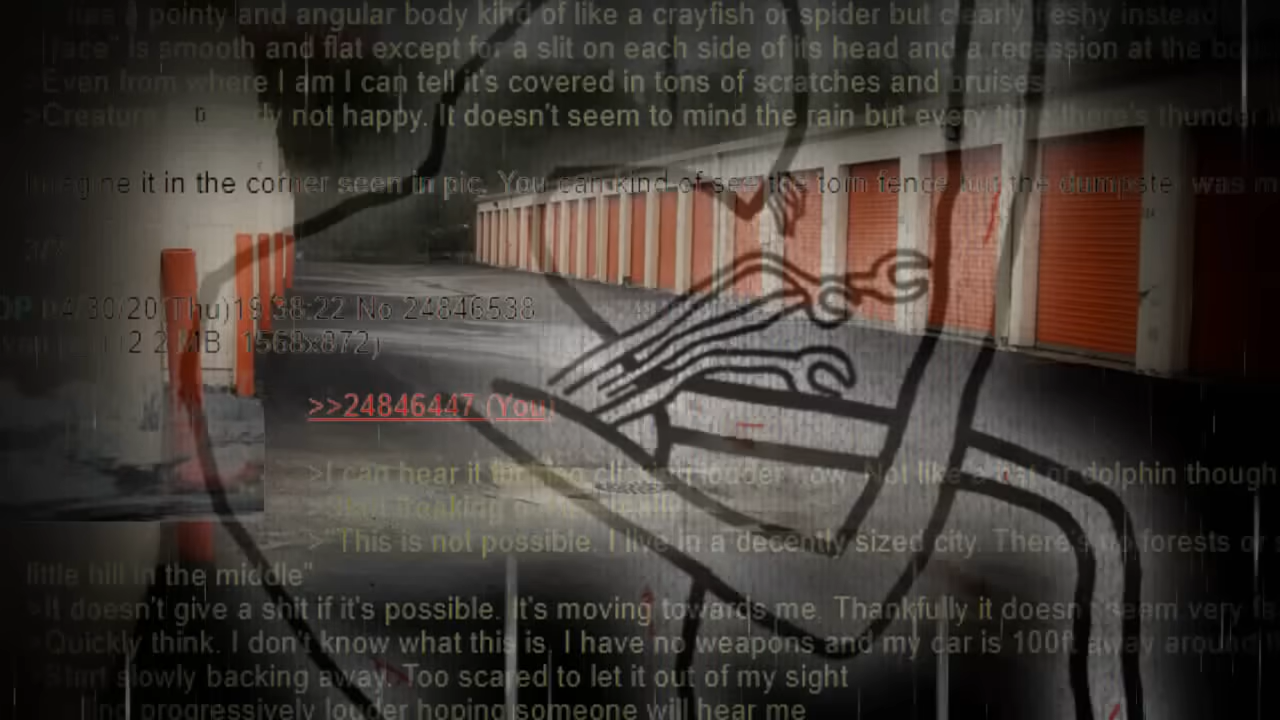 a pointy and angular body kind of like a crayfish or spider but clearly instead
face" is smooth and flat except for a slit on each side of its head and a recession at the
>Even from where I am I can tell it's covered in tons of scratches and bruises
>Creature not happy. It doesn't seem to mind the rain but every there's thunder
Imagine it in the corner seen in pic. You can kind of see the torn fence but the dumpste was
3/?
OP 04/30/20(Thu)19:38:22 No 24846538
2 2 MB 1568x872)
>>24846447 (You)
>I can hear it clicking louder now. Not like a bat or dolphin though
>Start freaking
>"This is not possible. I live in a decently sized city. There's no forests or
little hill in the middle"
>It doesn't give a shit if it's possible. It's moving towards me. Thankfully it doesn't seem very
>Quickly think. I don't know what this is. I have no weapons and my car is 100ft away around
>Start slowly backing away. Too scared to let it out of my sight
progressively louder hoping someone will hear me